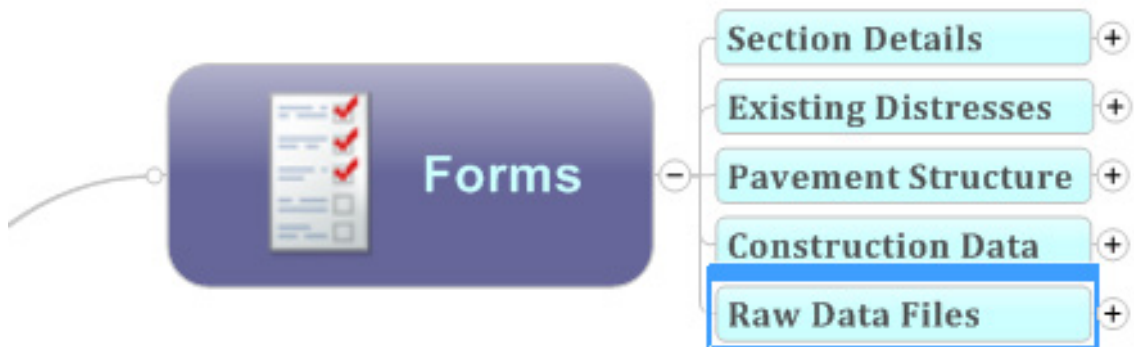 Forms
Section Details
Existing Distresses
Pavement Structure
Construction Data
Raw Data Files